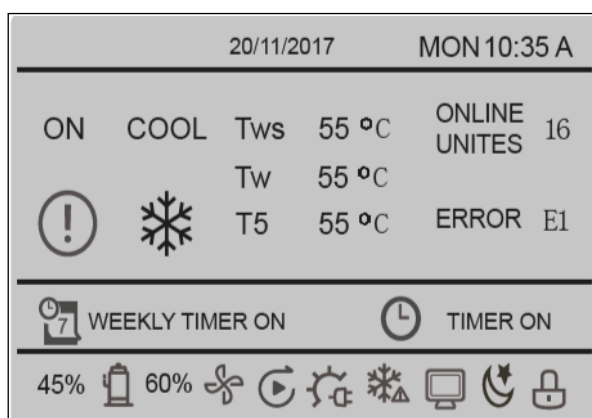 20/11/2017 MON 10:35 A
ON COOL Tws 55 °C ONLINE UNITES 16
Tw 55 °C
T5 55 °C ERROR E1
7 WEEKLY TIMER ON TIMER ON
45% 60%